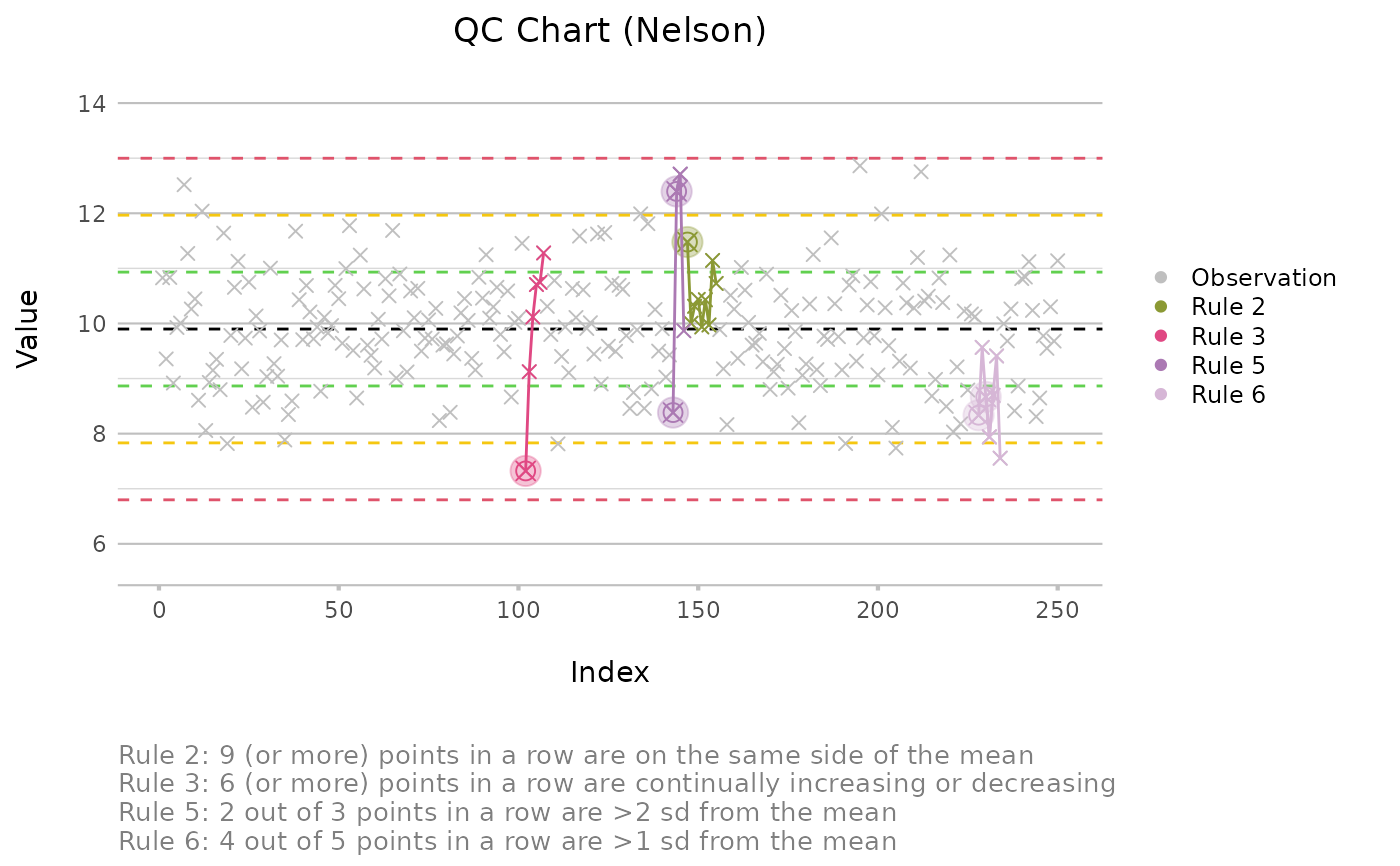 QC Chart (Nelson)
Value
14
12
10
8
6
0 50 100 150 200 250
Index
Observation
Rule 2
Rule 3
Rule 5
Rule 6
Rule 2: 9 (or more) points in a row are on the same side of the mean
Rule 3: 6 (or more) points in a row are continually increasing or decreasing
Rule 5: 2 out of 3 points in a row are >2 sd from the mean
Rule 6: 4 out of 5 points in a row are >1 sd from the mean